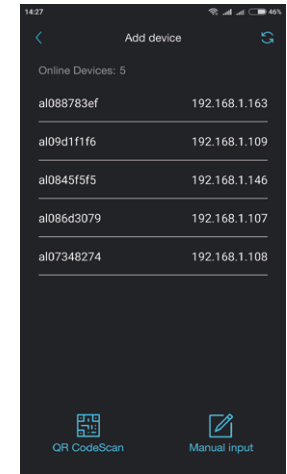 14:27 46%
Add device
Online Devices: 5
al088783ef 192.168.1.163
al09d1f1f6 192.168.1.109
al0845f5f5 192.168.1.146
al086d3079 192.168.1.107
al07348274 192.168.1.108
QR CodeScan Manual input